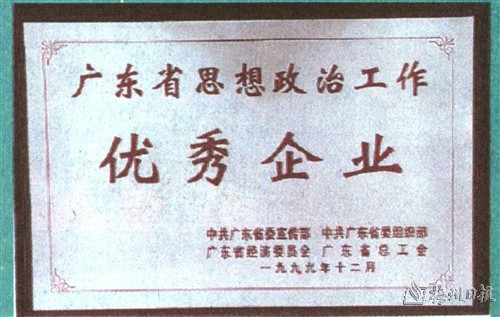 广东省思想政治工作
优秀企业
中共广东省委宣传部 中共广东省委组织部
广东省经济委员会 广东省总工会
一九九九年十二月